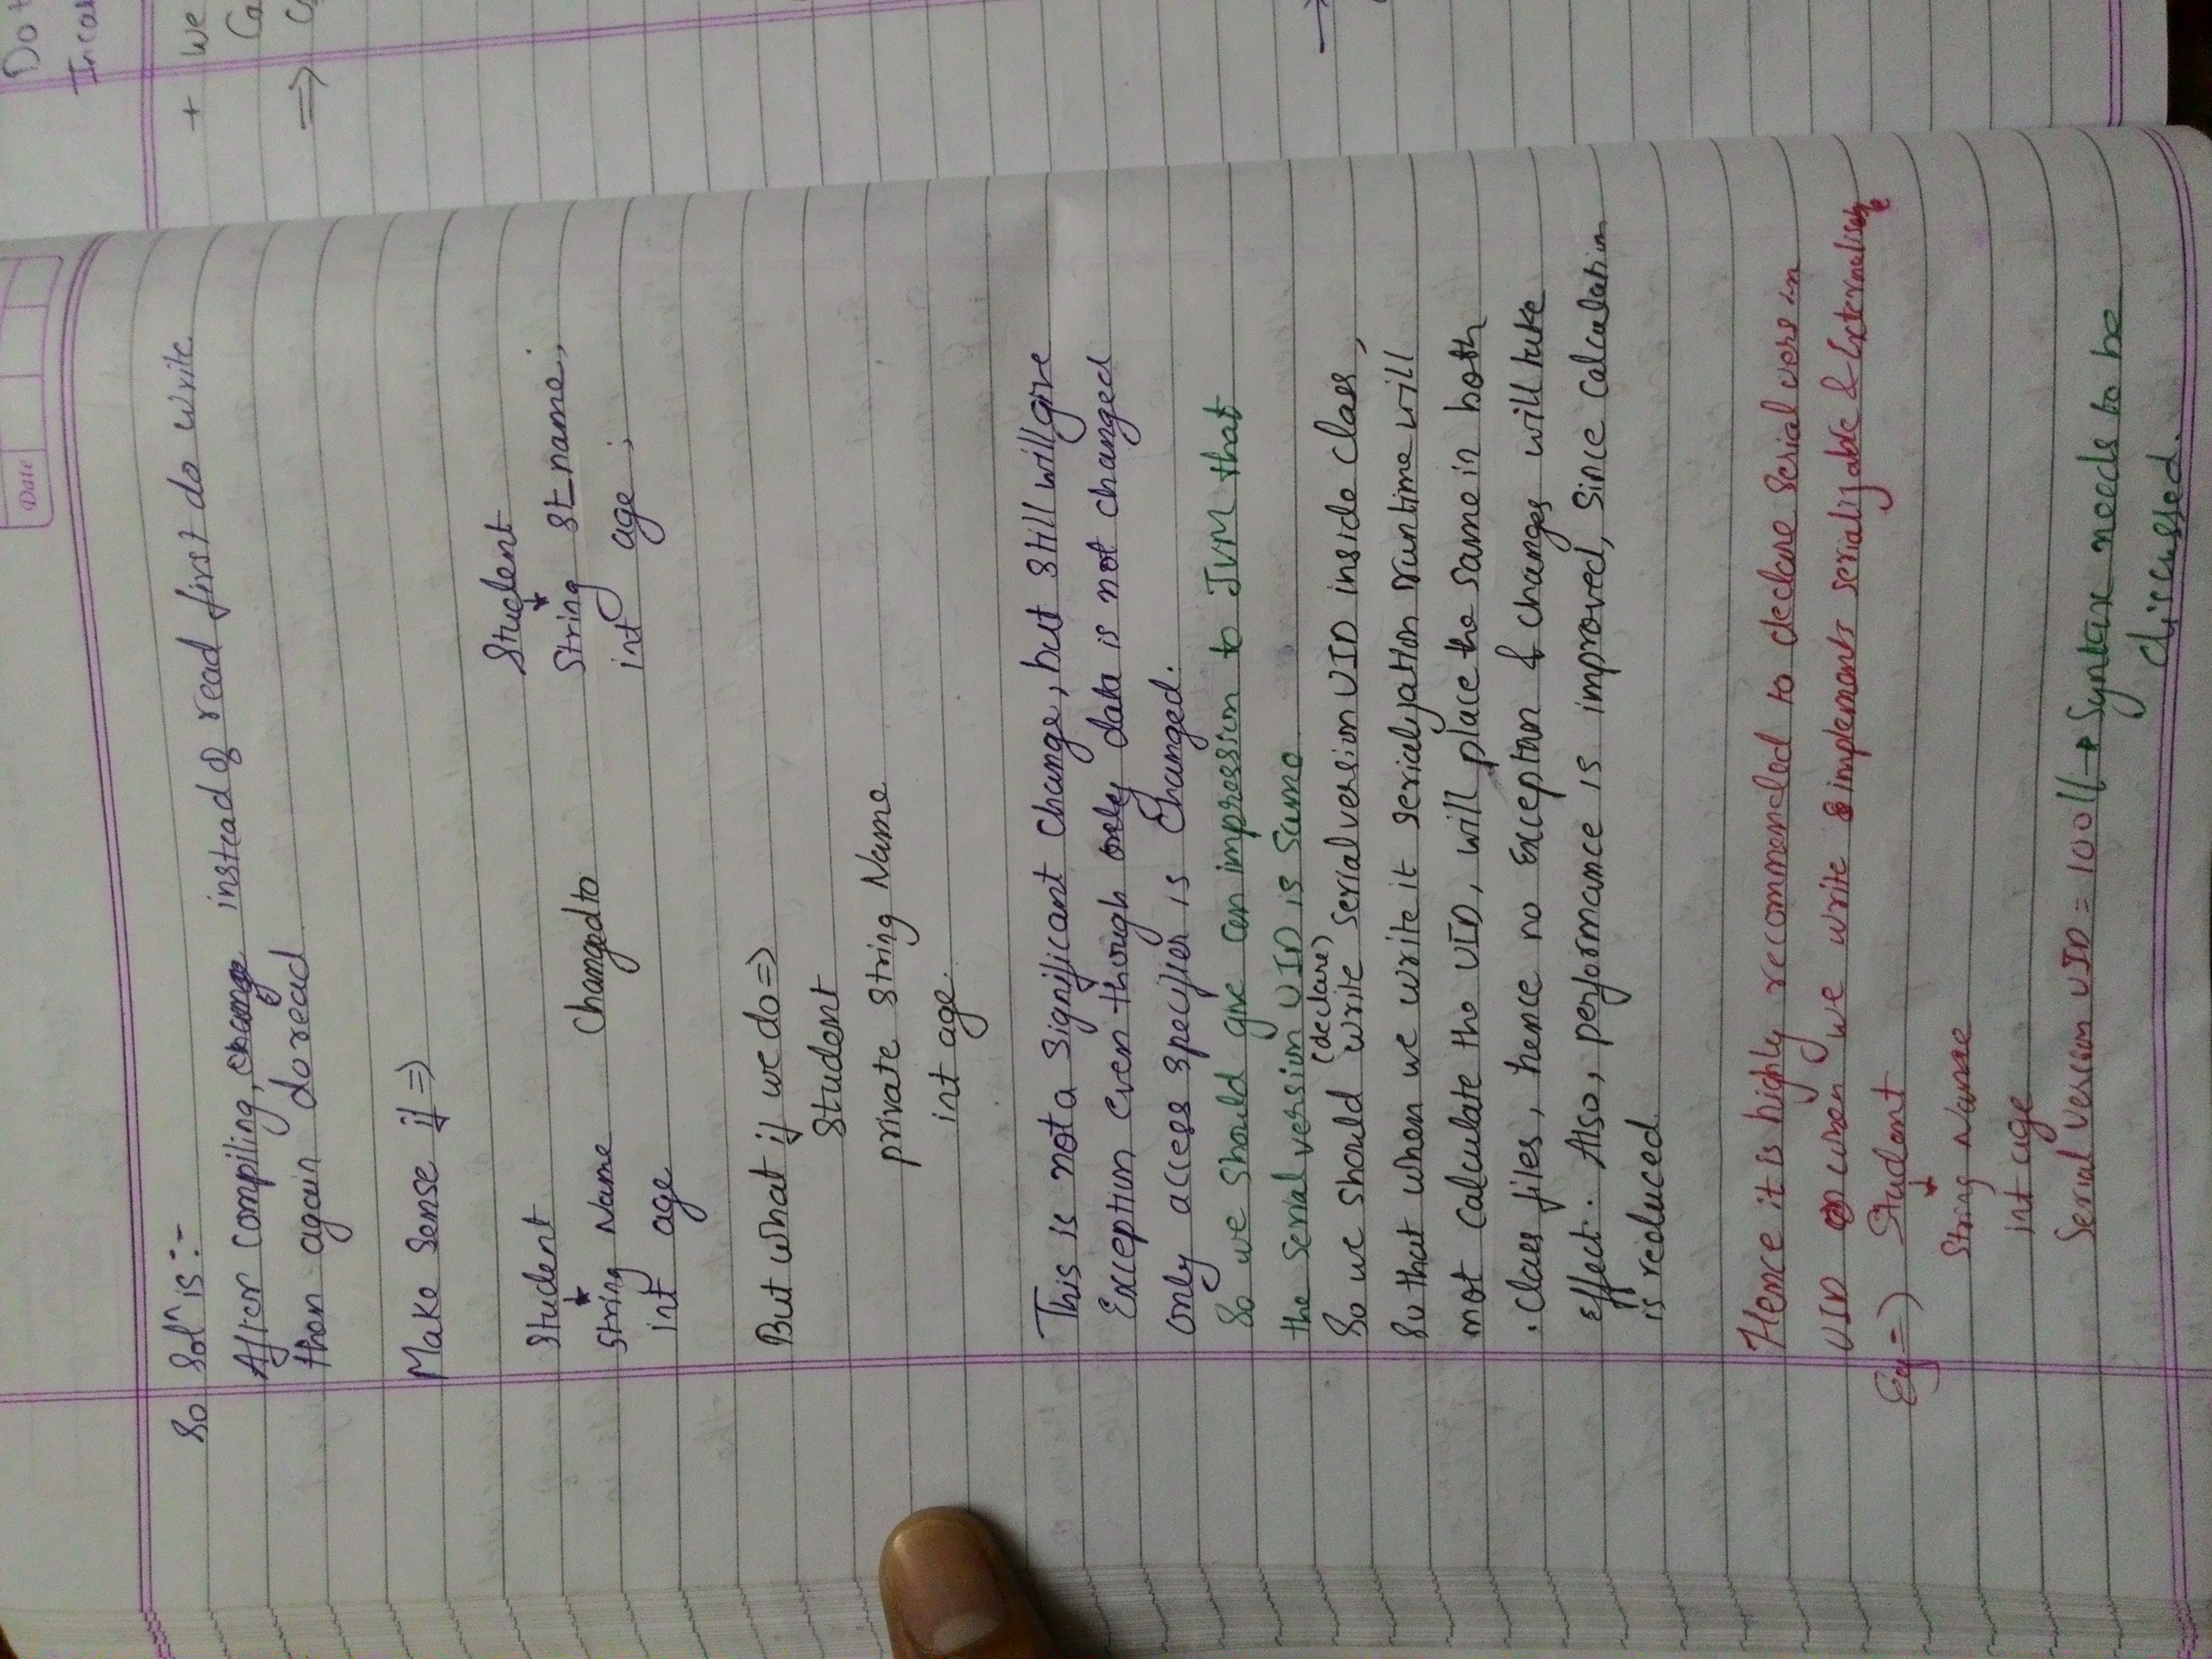 Date
So Sol^n is :-
After compiling, change instead of read first do write
then again do read
Make Sense if =>
Student Student
String Name Changed to String St_name;
int age int age ;
But what if we do =>
Student
private String Name
int age.
This is not a Significant Change, but Still will give
Exception even though only data is not changed
only access specifier is Changed.
So we Should give an impression to JVM that
the Serial version UID is Same
(declare)
So we should write Serialversion UID inside class,
So that when we write it serialization runtime will
not calculate the UID, will place the same in both
.class files, hence no Exception & changes will take
effect. Also, performance is improved, Since Calculation
is reduced.
Hence it is highly recommended to declare Serial version
UID when we write implements serializable & Externalisable
Eg => Student
String Name
int age
Serial Version UID = 100 // → Syntax needs to be
discussed.
Do
+ We
Ca
=>